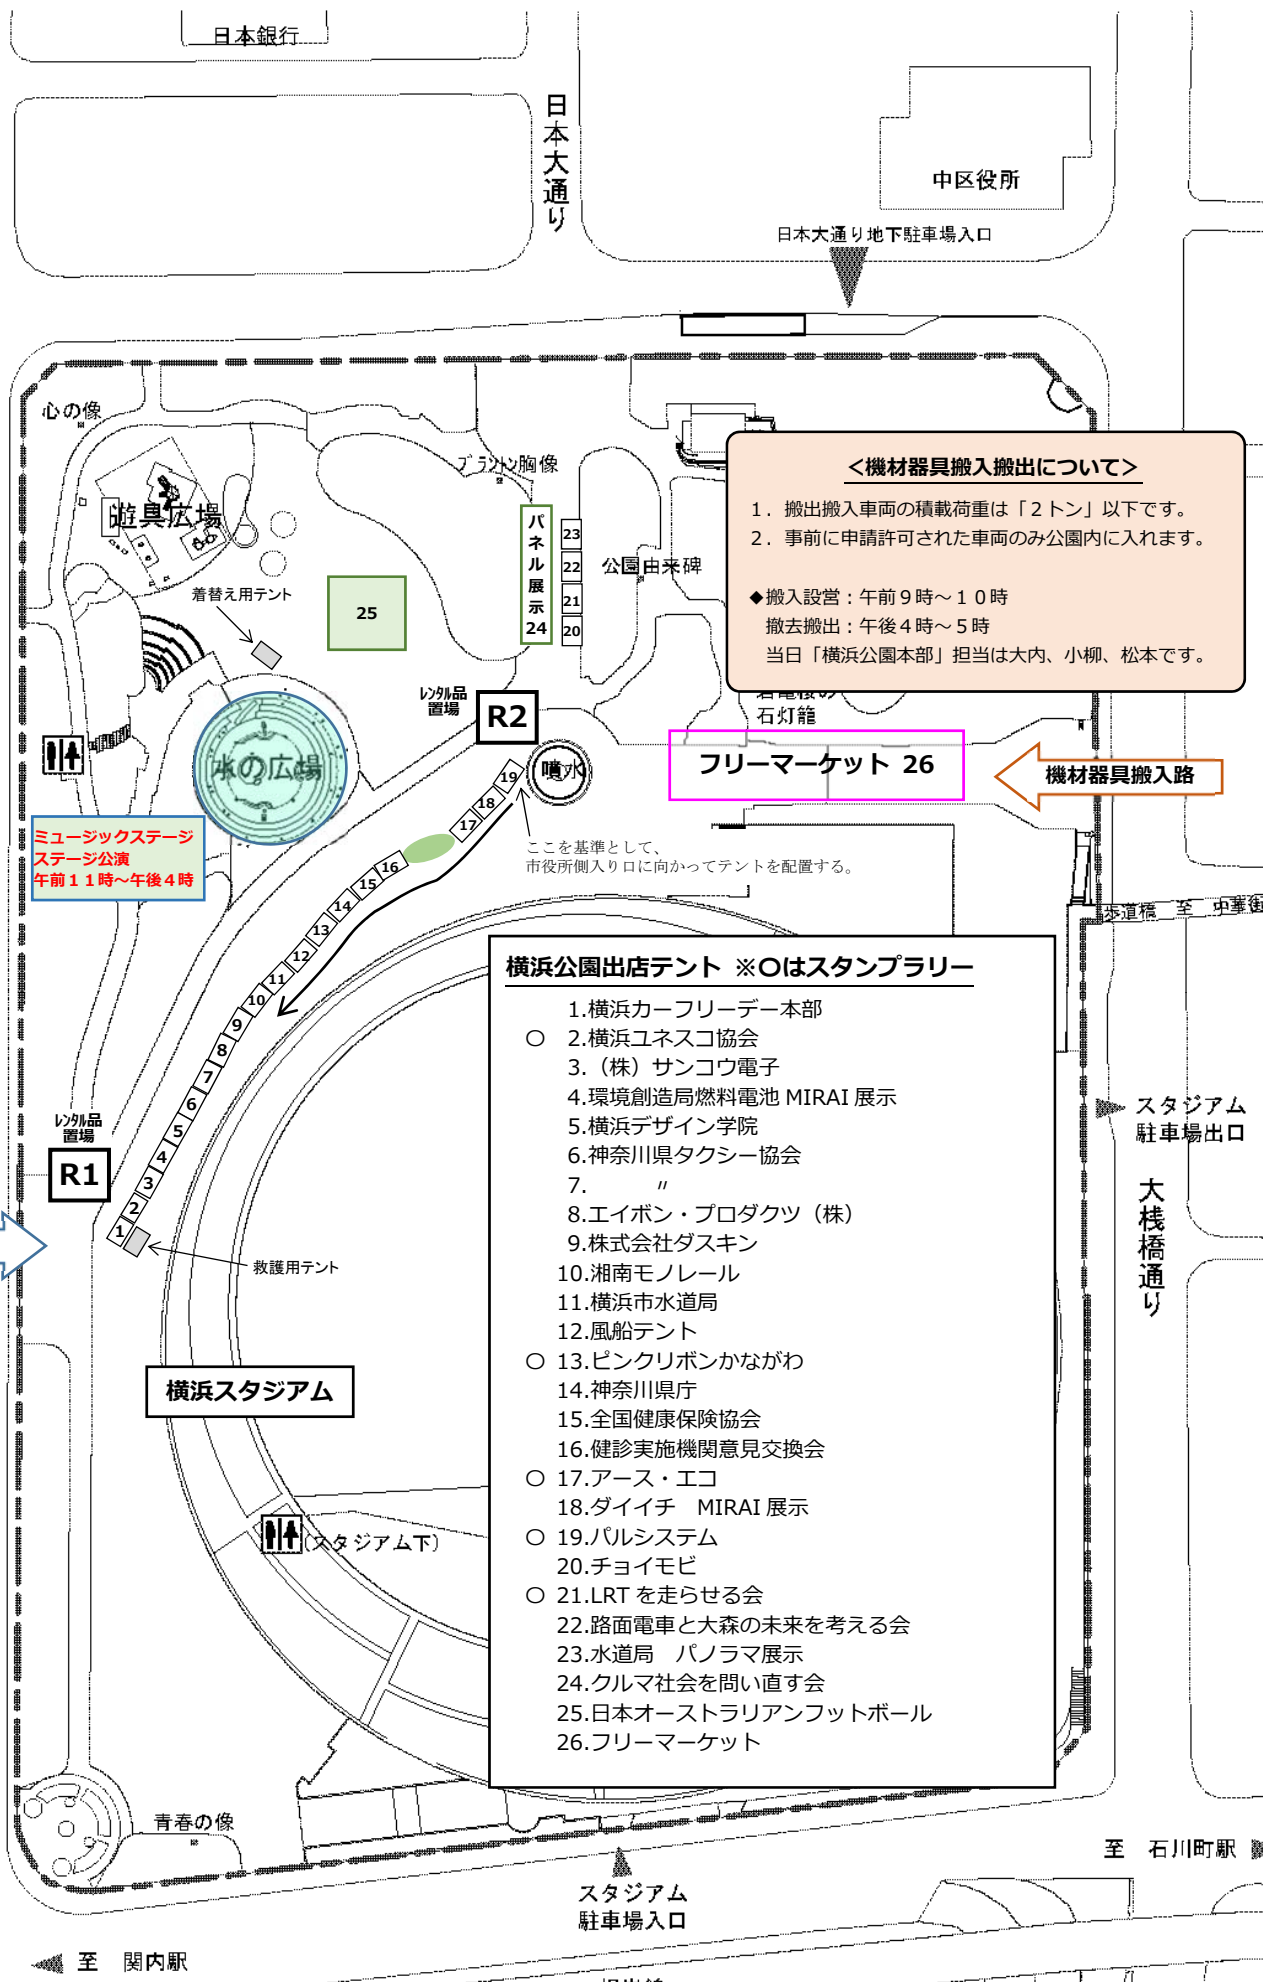 日本銀行
日本大通り
中区役所
日本大通り地下駐車場入口
心の像
ブラントン胸像
遊具広場
着替え用テント
25
パネル展示 24
23
22
21
20
公園由来碑
＜機材器具搬入搬出について＞
1．搬出搬入車両の積載荷重は「２トン」以下です。
2．事前に申請許可された車両のみ公園内に入れます。
◆搬入設営：午前９時～１０時
撤去搬出：午後４時～５時
当日「横浜公園本部」担当は大内、小柳、松本です。
石灯籠
レンタル品
置場
R2
噴水
水の広場
フリーマーケット 26
機材器具搬入路
ミュージックステージ
ステージ公演
午前１１時～午後４時
19
18
17
16
15
14
13
12
11
10
9
8
7
6
5
4
3
2
1
ここを基準として、
市役所側入り口に向かってテントを配置する。
歩道橋 至 中華街
レンタル品
置場
R1
救護用テント
横浜スタジアム
(スタジアム下)
横浜公園出店テント ※〇はスタンプラリー
1.横浜カーフリーデー本部
〇 2.横浜ユネスコ協会
3.（株）サンコウ電子
4.環境創造局燃料電池 MIRAI 展示
5.横浜デザイン学院
6.神奈川県タクシー協会
7. 〃
8.エイボン・プロダクツ（株）
9.株式会社ダスキン
10.湘南モノレール
11.横浜市水道局
12.風船テント
〇 13.ピンクリボンかながわ
14.神奈川県庁
15.全国健康保険協会
16.健診実施機関意見交換会
〇 17.アース・エコ
18.ダイイチ　MIRAI 展示
〇 19.パルシステム
20.チョイモビ
〇 21.LRT を走らせる会
22.路面電車と大森の未来を考える会
23.水道局　パノラマ展示
24.クルマ社会を問い直す会
25.日本オーストラリアンフットボール
26.フリーマーケット
スタジアム
駐車場出口
大桟橋通り
青春の像
スタジアム
駐車場入口
至 石川町駅
至 関内駅